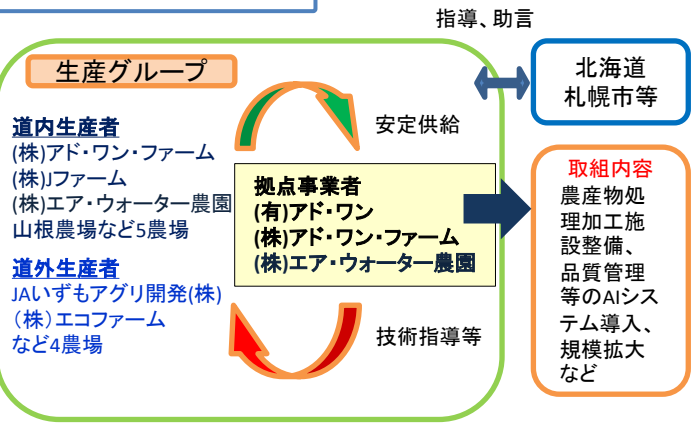 指導、助言
生産グループ
北海道
札幌市等
道内生産者
(株)アド・ワン・ファーム
(株)Jファーム
(株)エア・ウォーター農園
山根農場など5農場
道外生産者
JAいずもアグリ開発(株)
（株）エコファーム
など4農場
安定供給
拠点事業者
(有)アド・ワン
(株)アド・ワン・ファーム
(株)エア・ウォーター農園
技術指導等
取組内容
農産物処
理加工施
設整備、
品質管理
等のAIシス
テム導入、
規模拡大
など